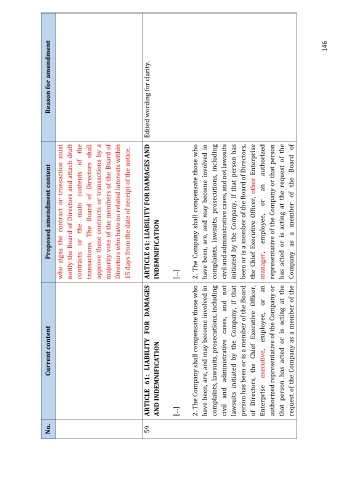 No.
Current content
Proposed amendment content
Reason for amendment
who signs the contract or transaction must
notify the Board of Directors and attach draft
contracts or the main contents of the
transactions. The Board of Directors shall
approve these contracts or transactions by a
majority vote of the members of the Board of
Directors who have no related interests within
15 days from the date of receipt of the notice.
59
ARTICLE 61: LIABILITY FOR DAMAGES
AND INDEMNIFICATION
[...]
2. The Company shall compensate those who
have been, are, and may become involved in
complaints, lawsuits, prosecutions, including
civil and administrative cases, and not
lawsuits initiated by the Company, if that
person has been or is a member of the Board
of Directors, the Chief Executive Officer,
Enterprise executive, employee, or an
authorized representative of the Company or
that person has acted or is acting at the
request of the Company as a member of the
ARTICLE 61: LIABILITY FOR DAMAGES AND
INDEMNIFICATION
[...]
2. The Company shall compensate those who
have been, are, and may become involved in
complaints, lawsuits, prosecutions, including
civil and administrative cases, and not lawsuits
initiated by the Company, if that person has
been or is a member of the Board of Directors,
the Chief Executive Officer, other Enterprise
manager, employee, or an authorized
representative of the Company or that person
has acted or is acting at the request of the
Company as a member of the Board of
Edited wording for clarity.
146